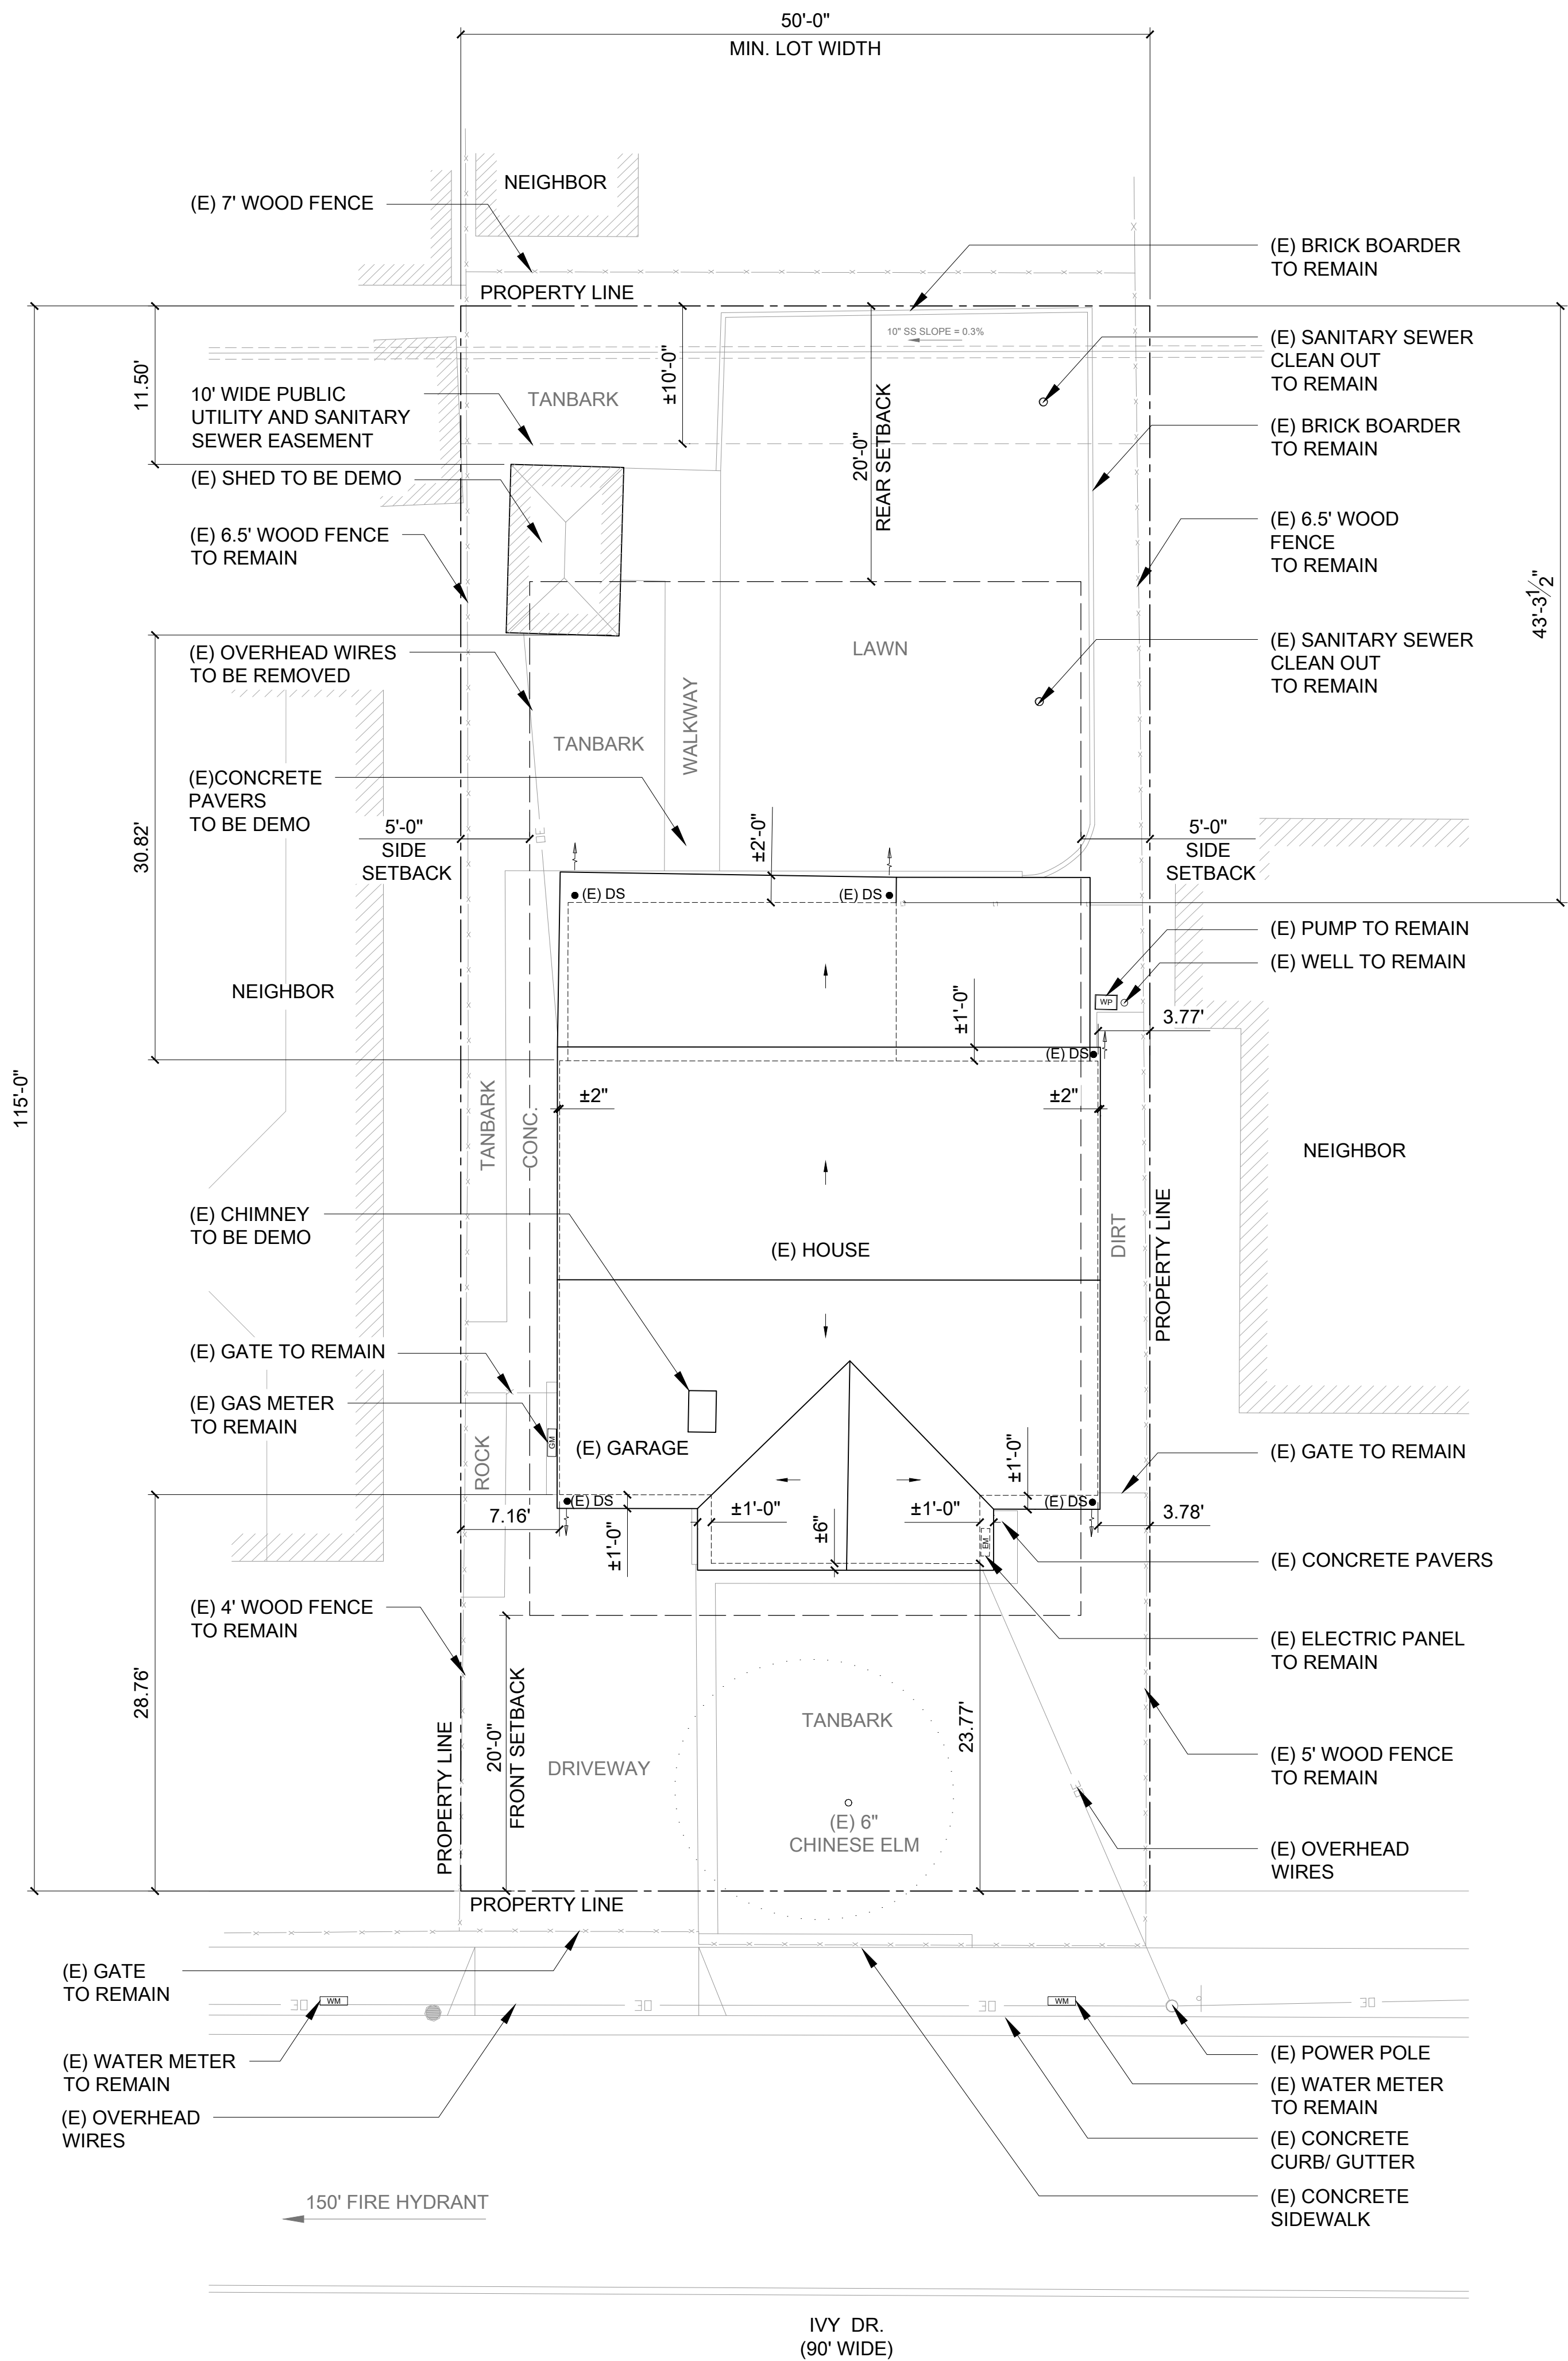 50'-0"
MIN. LOT WIDTH
NEIGHBOR
(E) 7' WOOD FENCE
(E) BRICK BOARDER
TO REMAIN
PROPERTY LINE
10" SS SLOPE = 0.3%
(E) SANITARY SEWER
CLEAN OUT
TO REMAIN
11.50'
±10'-0"
10' WIDE PUBLIC
UTILITY AND SANITARY
SEWER EASEMENT
TANBARK
20'-0"
REAR SETBACK
(E) BRICK BOARDER
TO REMAIN
(E) SHED TO BE DEMO
(E) 6.5' WOOD FENCE
TO REMAIN
(E) 6.5' WOOD
FENCE
TO REMAIN
43'-3½"
LAWN
(E) SANITARY SEWER
CLEAN OUT
TO REMAIN
(E) OVERHEAD WIRES
TO BE REMOVED
TANBARK
WALKWAY
(E)CONCRETE
PAVERS
TO BE DEMO
30.82'
5'-0"
SIDE
SETBACK
±2'-0"
5'-0"
SIDE
SETBACK
(E) DS
(E) DS
(E) PUMP TO REMAIN
(E) WELL TO REMAIN
NEIGHBOR
WP
±1'-0"
3.77'
(E) DS
115'-0"
±2"
±2"
TANBARK
CONC.
NEIGHBOR
(E) CHIMNEY
TO BE DEMO
(E) HOUSE
DIRT
PROPERTY LINE
(E) GATE TO REMAIN
(E) GAS METER
TO REMAIN
GM
(E) GARAGE
ROCK
±1'-0"
(E) GATE TO REMAIN
(E) DS
(E) DS
7.16'
±1'-0"
±1'-0"
±6"
±1'-0"
EM
3.78'
(E) CONCRETE PAVERS
(E) 4' WOOD FENCE
TO REMAIN
(E) ELECTRIC PANEL
TO REMAIN
28.76'
20'-0"
FRONT SETBACK
23.77'
TANBARK
DRIVEWAY
(E) 5' WOOD FENCE
TO REMAIN
PROPERTY LINE
(E) 6"
CHINESE ELM
(E) OVERHEAD
WIRES
PROPERTY LINE
(E) GATE
TO REMAIN
WM
WM
(E) WATER METER
TO REMAIN
(E) POWER POLE
(E) WATER METER
TO REMAIN
(E) OVERHEAD
WIRES
(E) CONCRETE
CURB/ GUTTER
150' FIRE HYDRANT
(E) CONCRETE
SIDEWALK
IVY DR.
(90' WIDE)